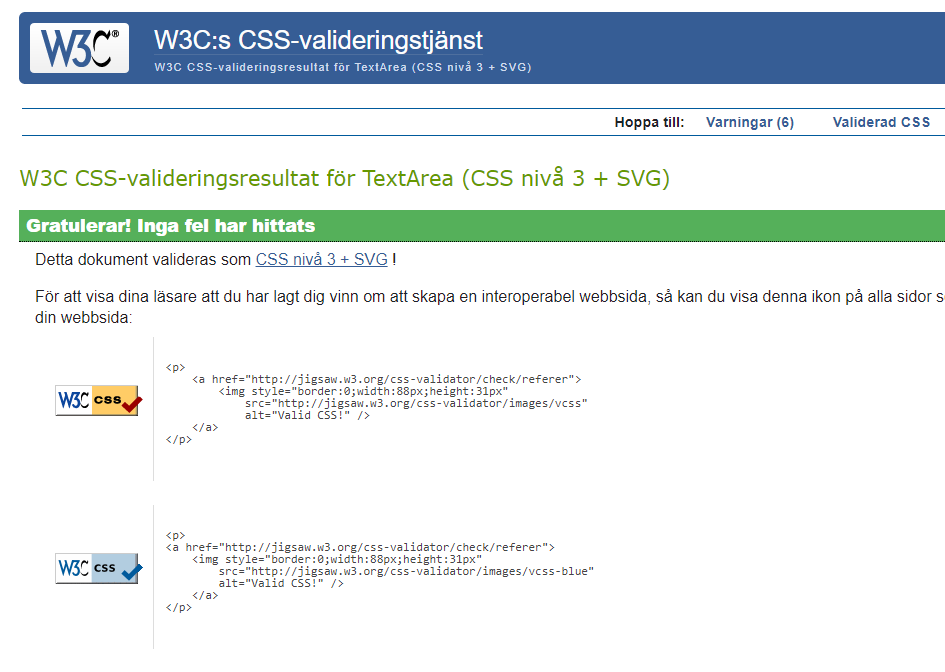 W3C®
W3C:s CSS-valideringstjänst
W3C CSS-valideringsresultat för TextArea (CSS nivå 3 + SVG)
Hoppa till: Varningar (6) Validerad CSS
W3C CSS-valideringsresultat för TextArea (CSS nivå 3 + SVG)
Gratulerar! Inga fel har hittats
Detta dokument valideras som CSS nivå 3 + SVG !
För att visa dina läsare att du har lagt dig vinn om att skapa en interoperabel webbsida, så kan du visa denna ikon på alla sidor
din webbsida:
W3C css
<p>
<a href="http://jigsaw.w3.org/css-validator/check/referer">
<img style="border:0;width:88px;height:31px"
src="http://jigsaw.w3.org/css-validator/images/vcss"
alt="Valid CSS!" />
</a>
</p>
W3C css
<p>
<a href="http://jigsaw.w3.org/css-validator/check/referer">
<img style="border:0;width:88px;height:31px"
src="http://jigsaw.w3.org/css-validator/images/vcss-blue"
alt="Valid CSS!" />
</a>
</p>